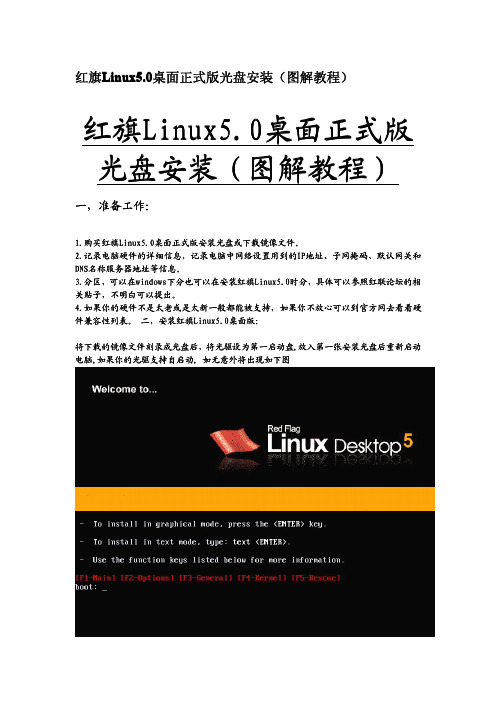 红旗Linux5.0桌面正式版光盘安装（图解教程）
红旗Linux5.0桌面正式版
光盘安装（图解教程）
一，准备工作：
1.购买红旗Linux5.0桌面正式版安装光盘或下载镜像文件。
2.记录电脑硬件的详细信息，记录电脑中网络设置用到的IP地址、子网掩码、默认网关和
DNS名称服务器地址等信息。
3.分区，可以在windows下分也可以在安装红旗Linux5.0时分，具体可以参照红联论坛的相
关贴子，不明白可以提出。
4.如果你的硬件不是太老或是太新一般都能被支持，如果你不放心可以到官方网去看看硬
件兼容性列表。 二，安装红旗Linux5.0桌面版：
将下载的镜像文件刻录成光盘后，将光驱设为第一启动盘,放入第一张安装光盘后重新启动
电脑,如果你的光驱支持自启动, 如无意外将出现如下图
Welcome to...
Red Flag
Linux Desktop 5
- To install in graphical mode, press the <ENTER> key.
- To install in text mode, type: text <ENTER>.
- Use the function keys listed below for more information.
[F1-Main] [F2-Options] [F3-General] [F4-Kernel] [F5-Rescue]
boot: _